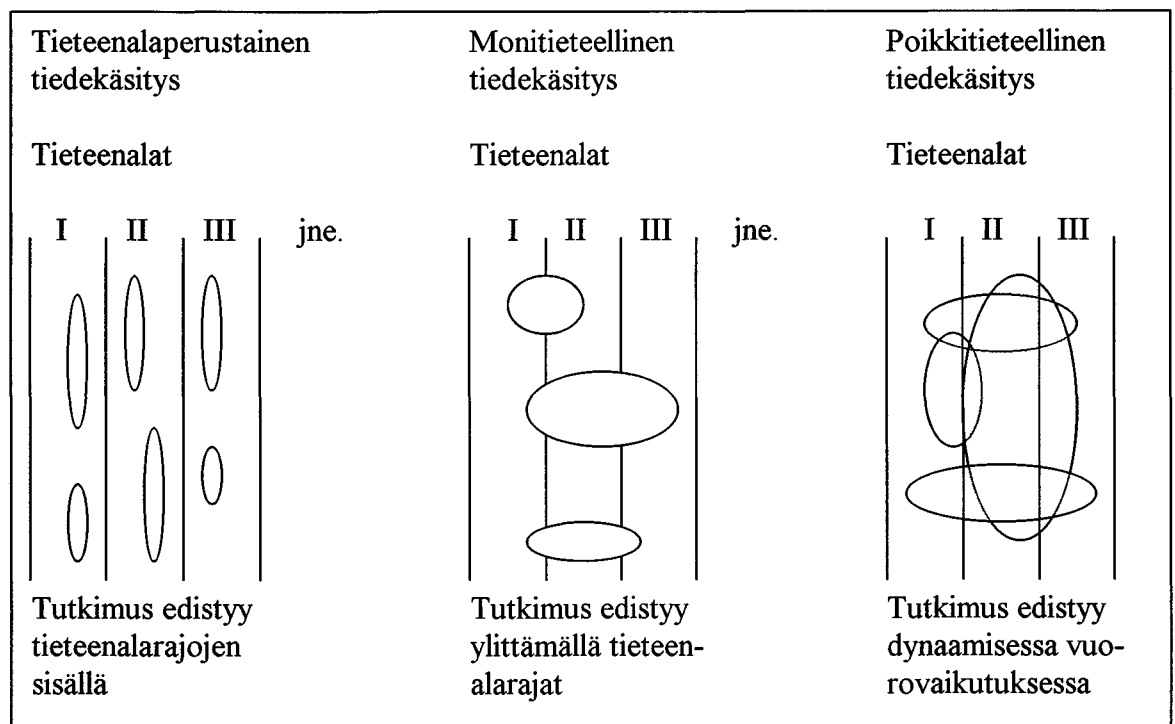 Tieteenalaperustainen
tiedekäsitys
Tieteenalat
I II III jne.
Tutkimus edistyy
tieteenalarajojen
sisällä
Monitieteellinen
tiedekäsitys
Tieteenalat
I II III jne.
Tutkimus edistyy
ylittämällä tieteen-
alarajat
Poikkitieteellinen
tiedekäsitys
Tieteenalat
I II III
Tutkimus edistyy
dynaamisessa vuo-
rovaikutuksessa